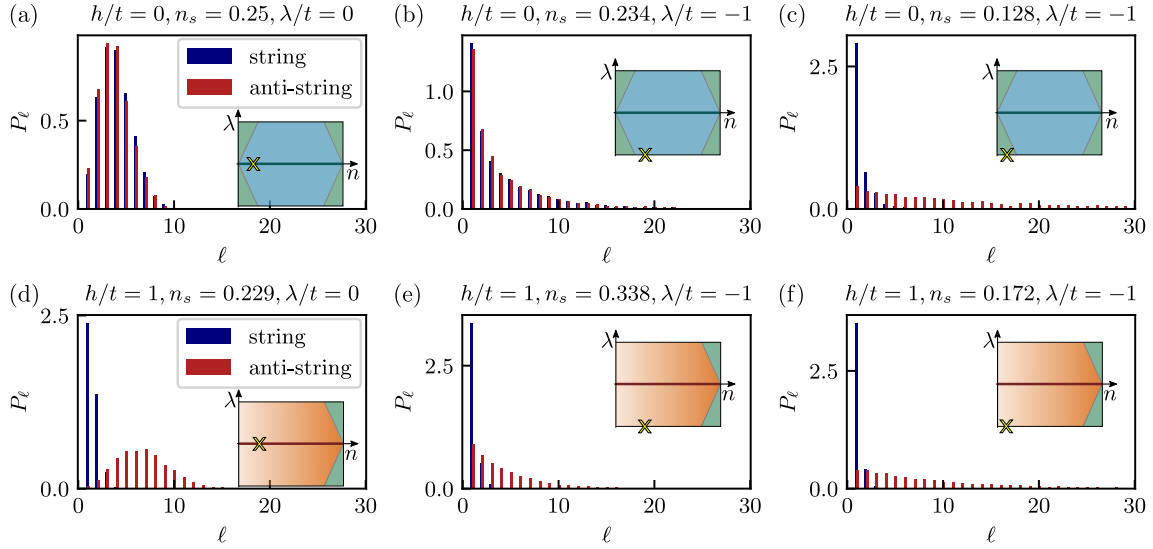 (a) h/t = 0, n_s = 0.25, λ/t = 0
string
anti-string
λ
n
0.5
0.0
P_ℓ
0 10 20 30
ℓ
(b) h/t = 0, n_s = 0.234, λ/t = −1
λ
n
1.0
0.5
0.0
P_ℓ
0 10 20 30
ℓ
(c) h/t = 0, n_s = 0.128, λ/t = −1
λ
n
2.5
0.0
P_ℓ
0 10 20 30
ℓ
(d) h/t = 1, n_s = 0.229, λ/t = 0
string
anti-string
λ
n
2.5
0.0
P_ℓ
0 10 20 30
ℓ
(e) h/t = 1, n_s = 0.338, λ/t = −1
λ
n
2.5
0.0
P_ℓ
0 10 20 30
ℓ
(f) h/t = 1, n_s = 0.172, λ/t = −1
λ
n
2.5
0.0
P_ℓ
0 10 20 30
ℓ